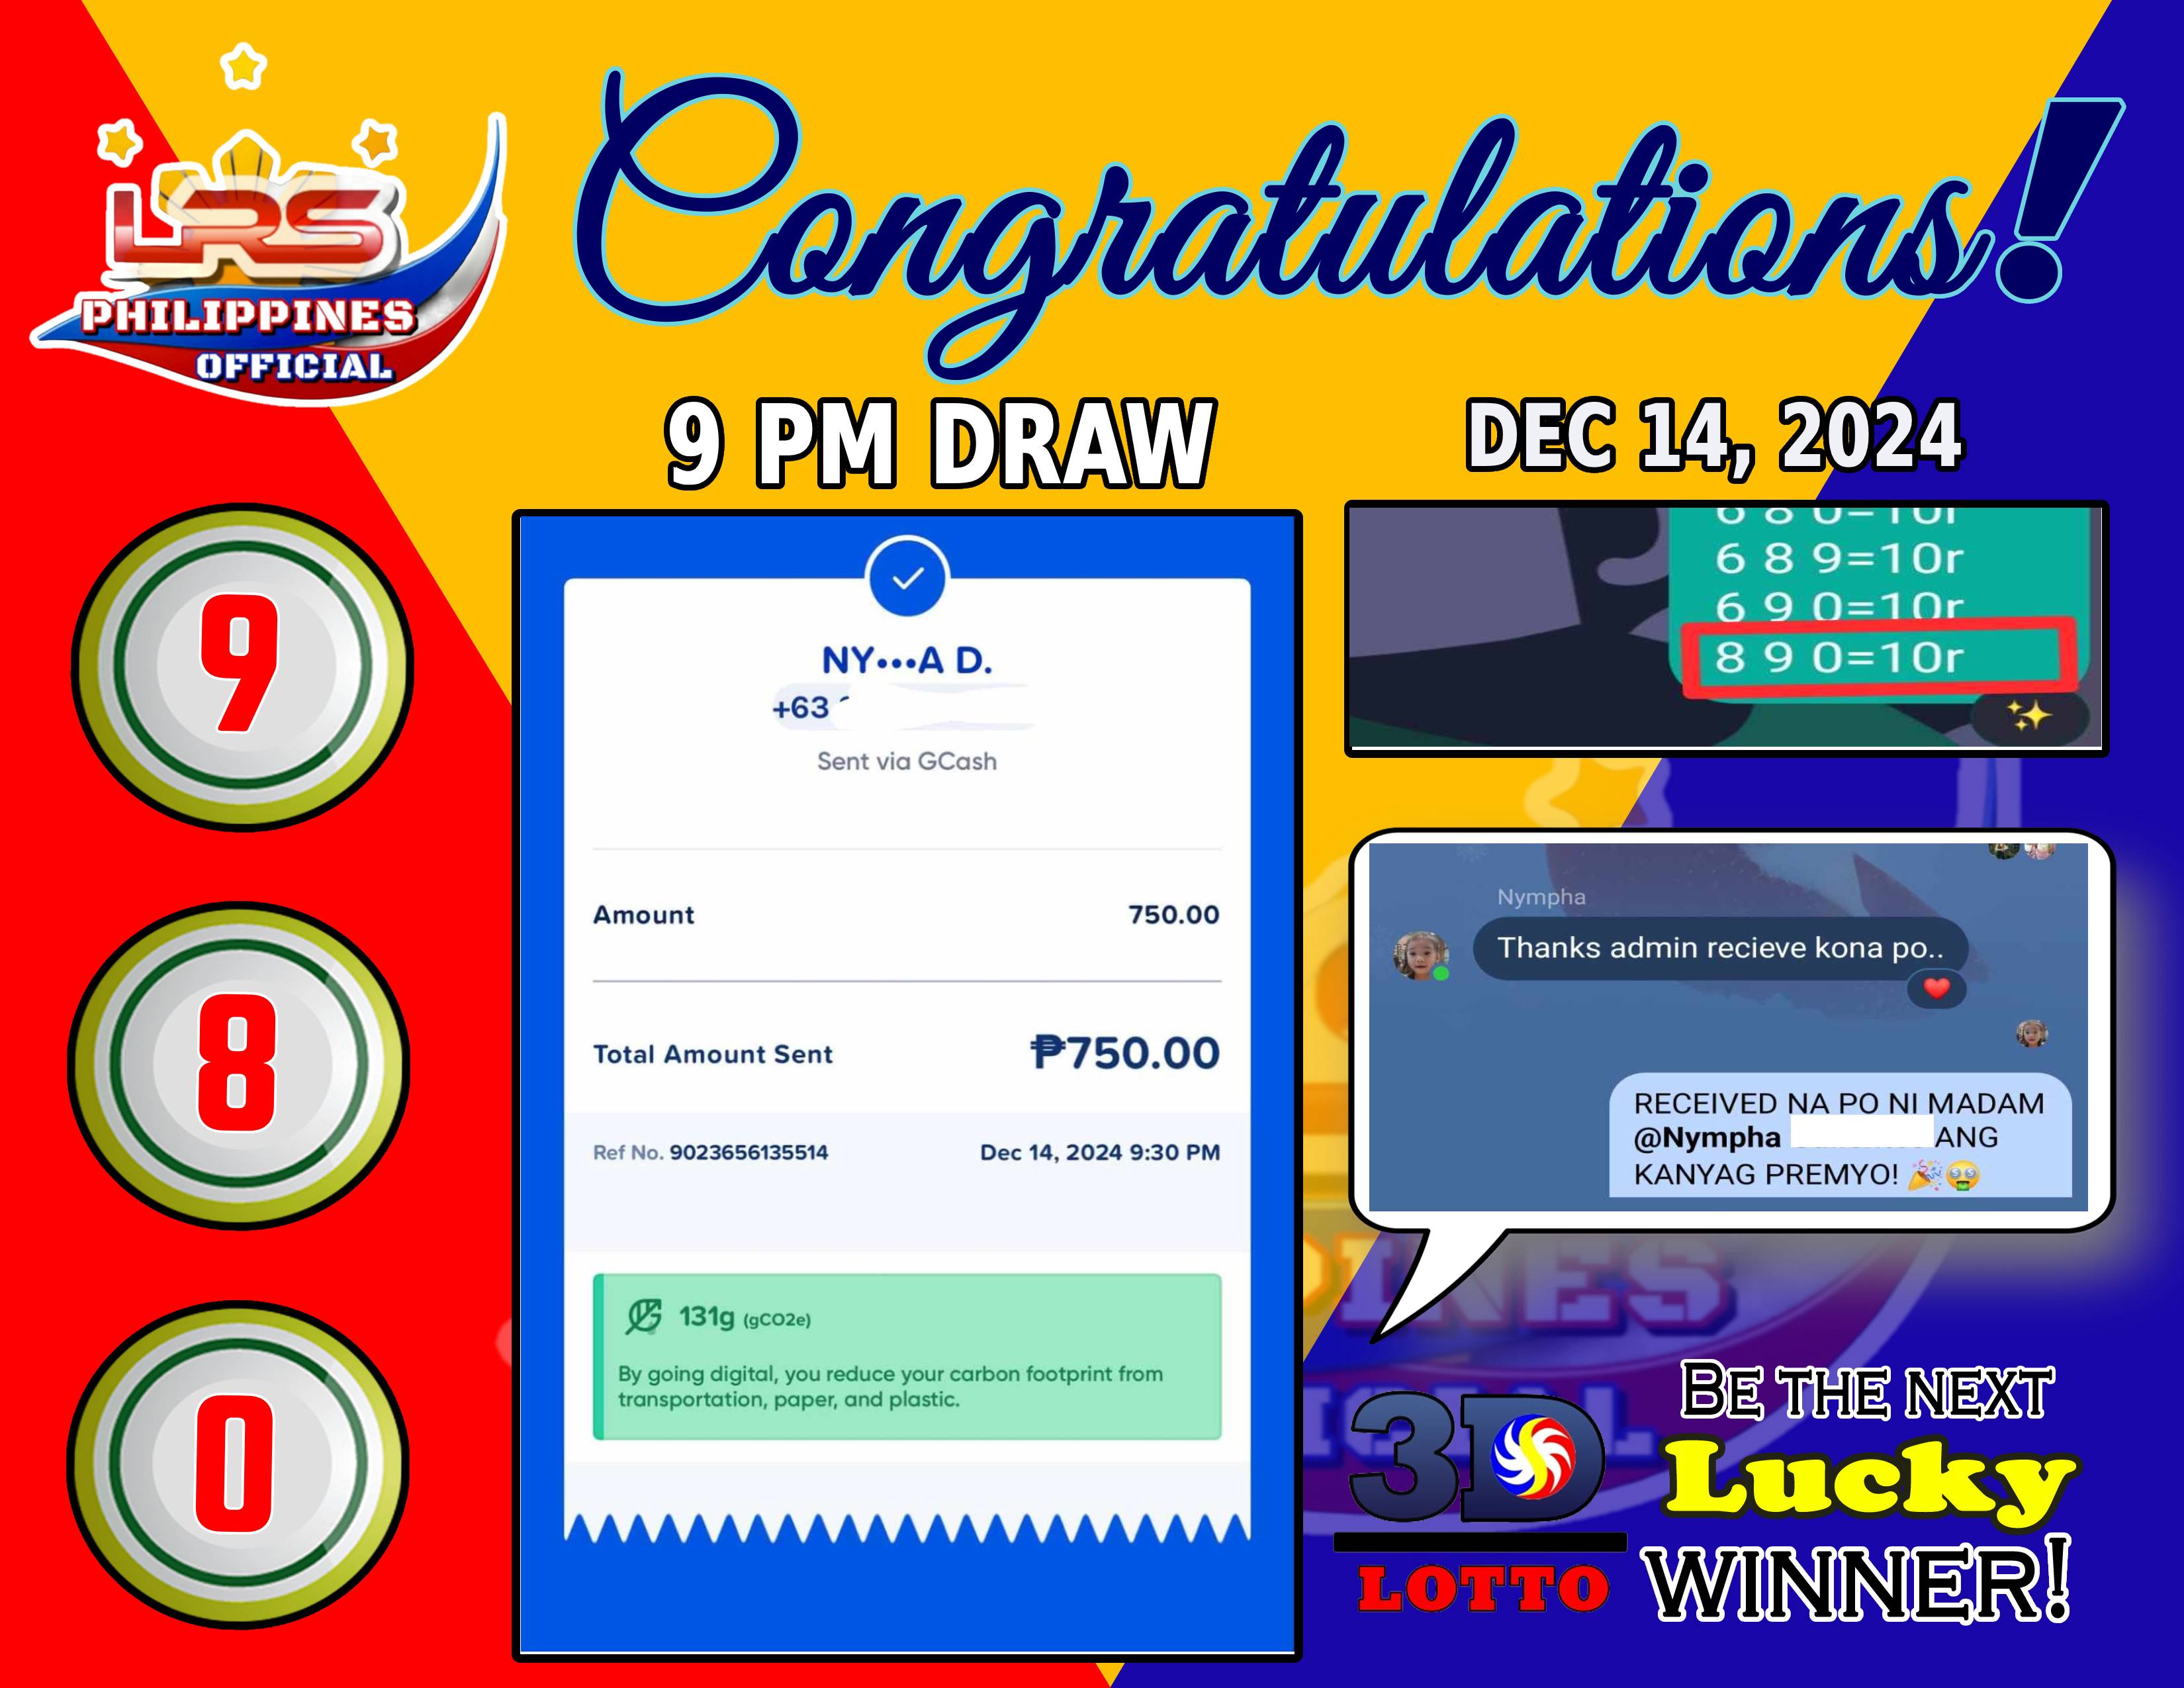 LRS
PHILIPPINES
OFFICIAL
Congratulations!
9 PM DRAW
DEC 14, 2024
9
8
0
NY•••A D.
+63
Sent via GCash
Amount 750.00
Total Amount Sent ₱750.00
Ref No. 9023656135514 Dec 14, 2024 9:30 PM
131g (gCO2e)
By going digital, you reduce your carbon footprint from
transportation, paper, and plastic.
6 8 0=10r
6 8 9=10r
6 9 0=10r
8 9 0=10r
Nympha
Thanks admin recieve kona po..
RECEIVED NA PO NI MADAM
@Nympha ANG
KANYAG PREMYO!
3D
LOTTO
BE THE NEXT
Lucky
WINNER!